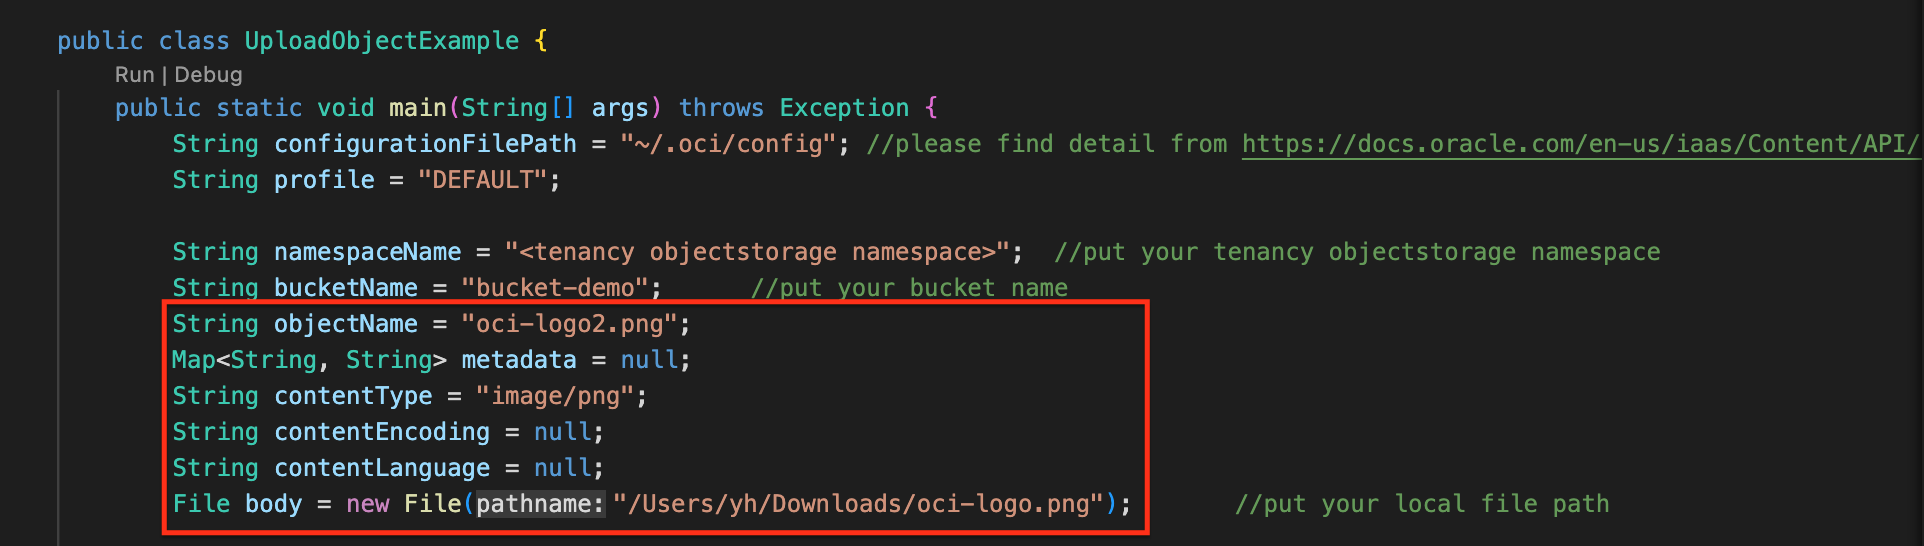 public class UploadObjectExample {
Run | Debug
public static void main(String[] args) throws Exception {
String configurationFilePath = "~/.oci/config"; //please find detail from https://docs.oracle.com/en-us/iaas/Content/API/
String profile = "DEFAULT";
String namespaceName = "<tenancy objectstorage namespace>"; //put your tenancy objectstorage namespace
String bucketName = "bucket-demo"; //put your bucket name
String objectName = "oci-logo2.png";
Map<String, String> metadata = null;
String contentType = "image/png";
String contentEncoding = null;
String contentLanguage = null;
File body = new File(pathname:"/Users/yh/Downloads/oci-logo.png"); //put your local file path